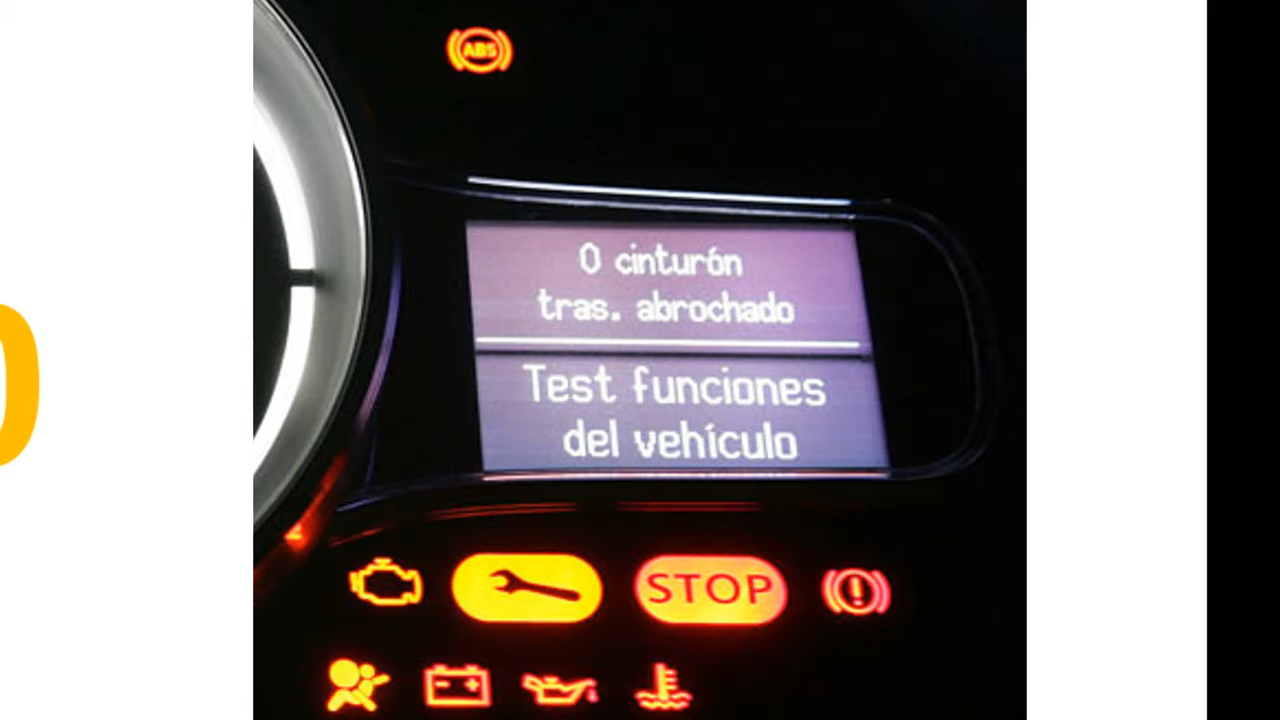 ABS
0 cinturón
tras. abrochado
Test funciones
del vehículo
STOP